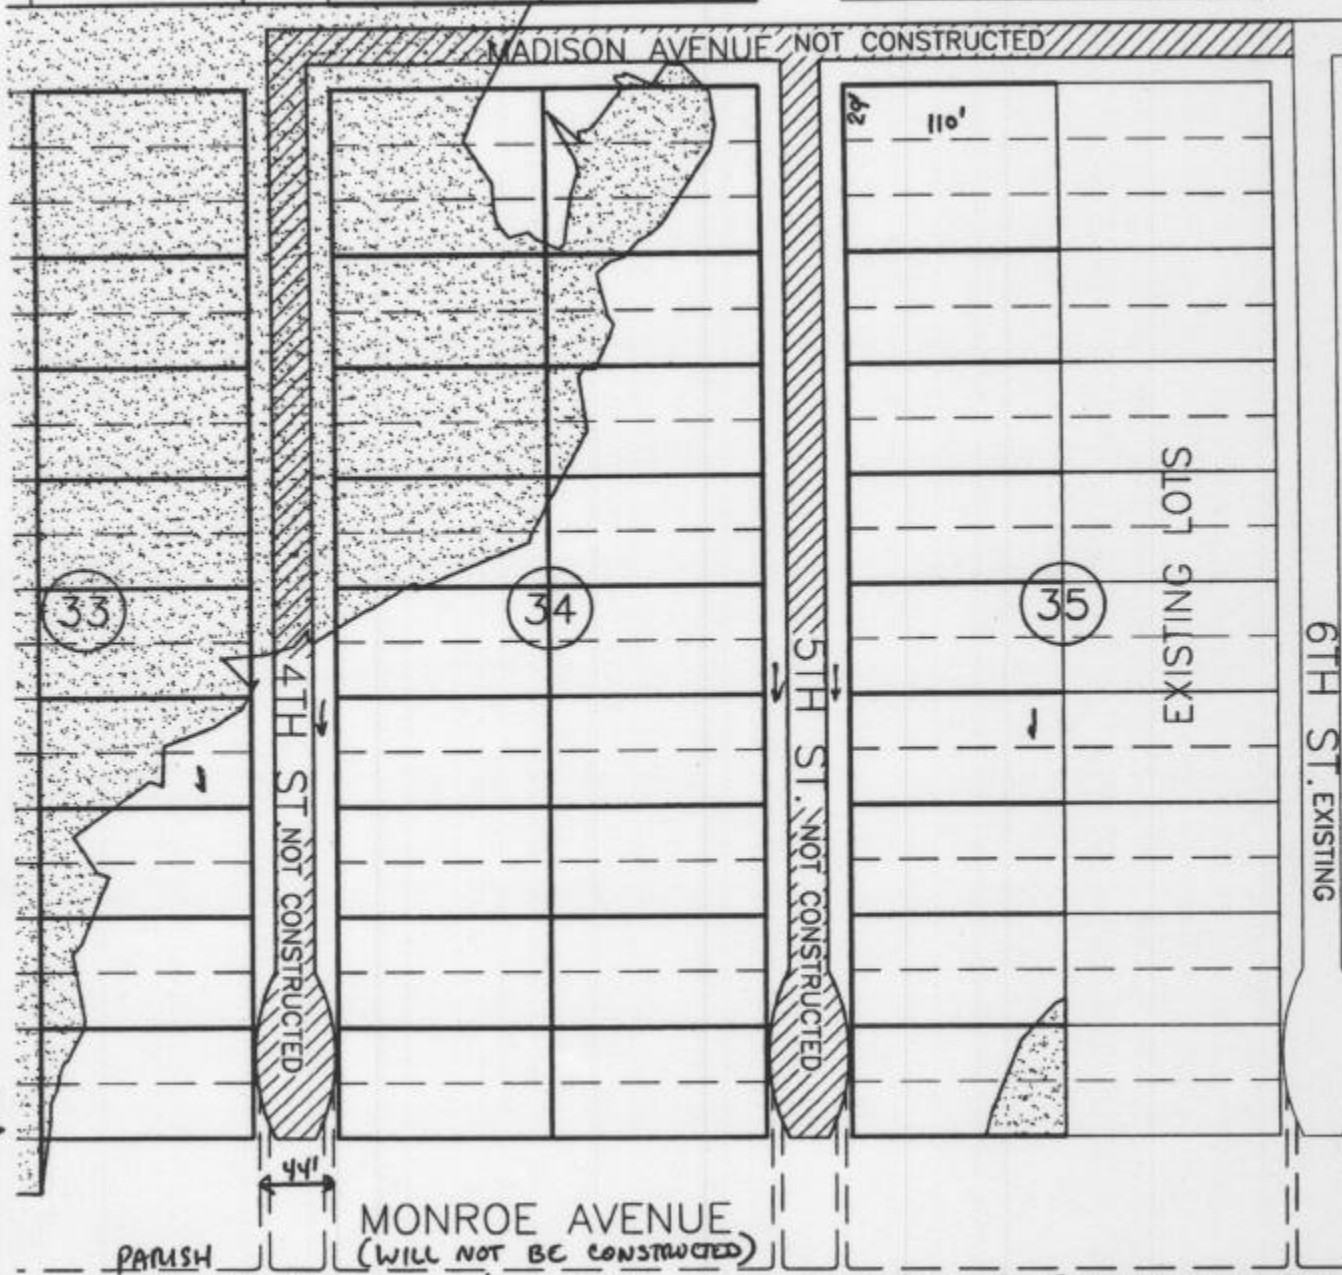 MADISON AVENUE NOT CONSTRUCTED
110'
33
34
35
EXISTING LOTS
4TH ST. NOT CONSTRUCTED
5TH ST. NOT CONSTRUCTED
6TH ST. EXISTING
44'
MONROE AVENUE
PARISH
(WILL NOT BE CONSTRUCTED)